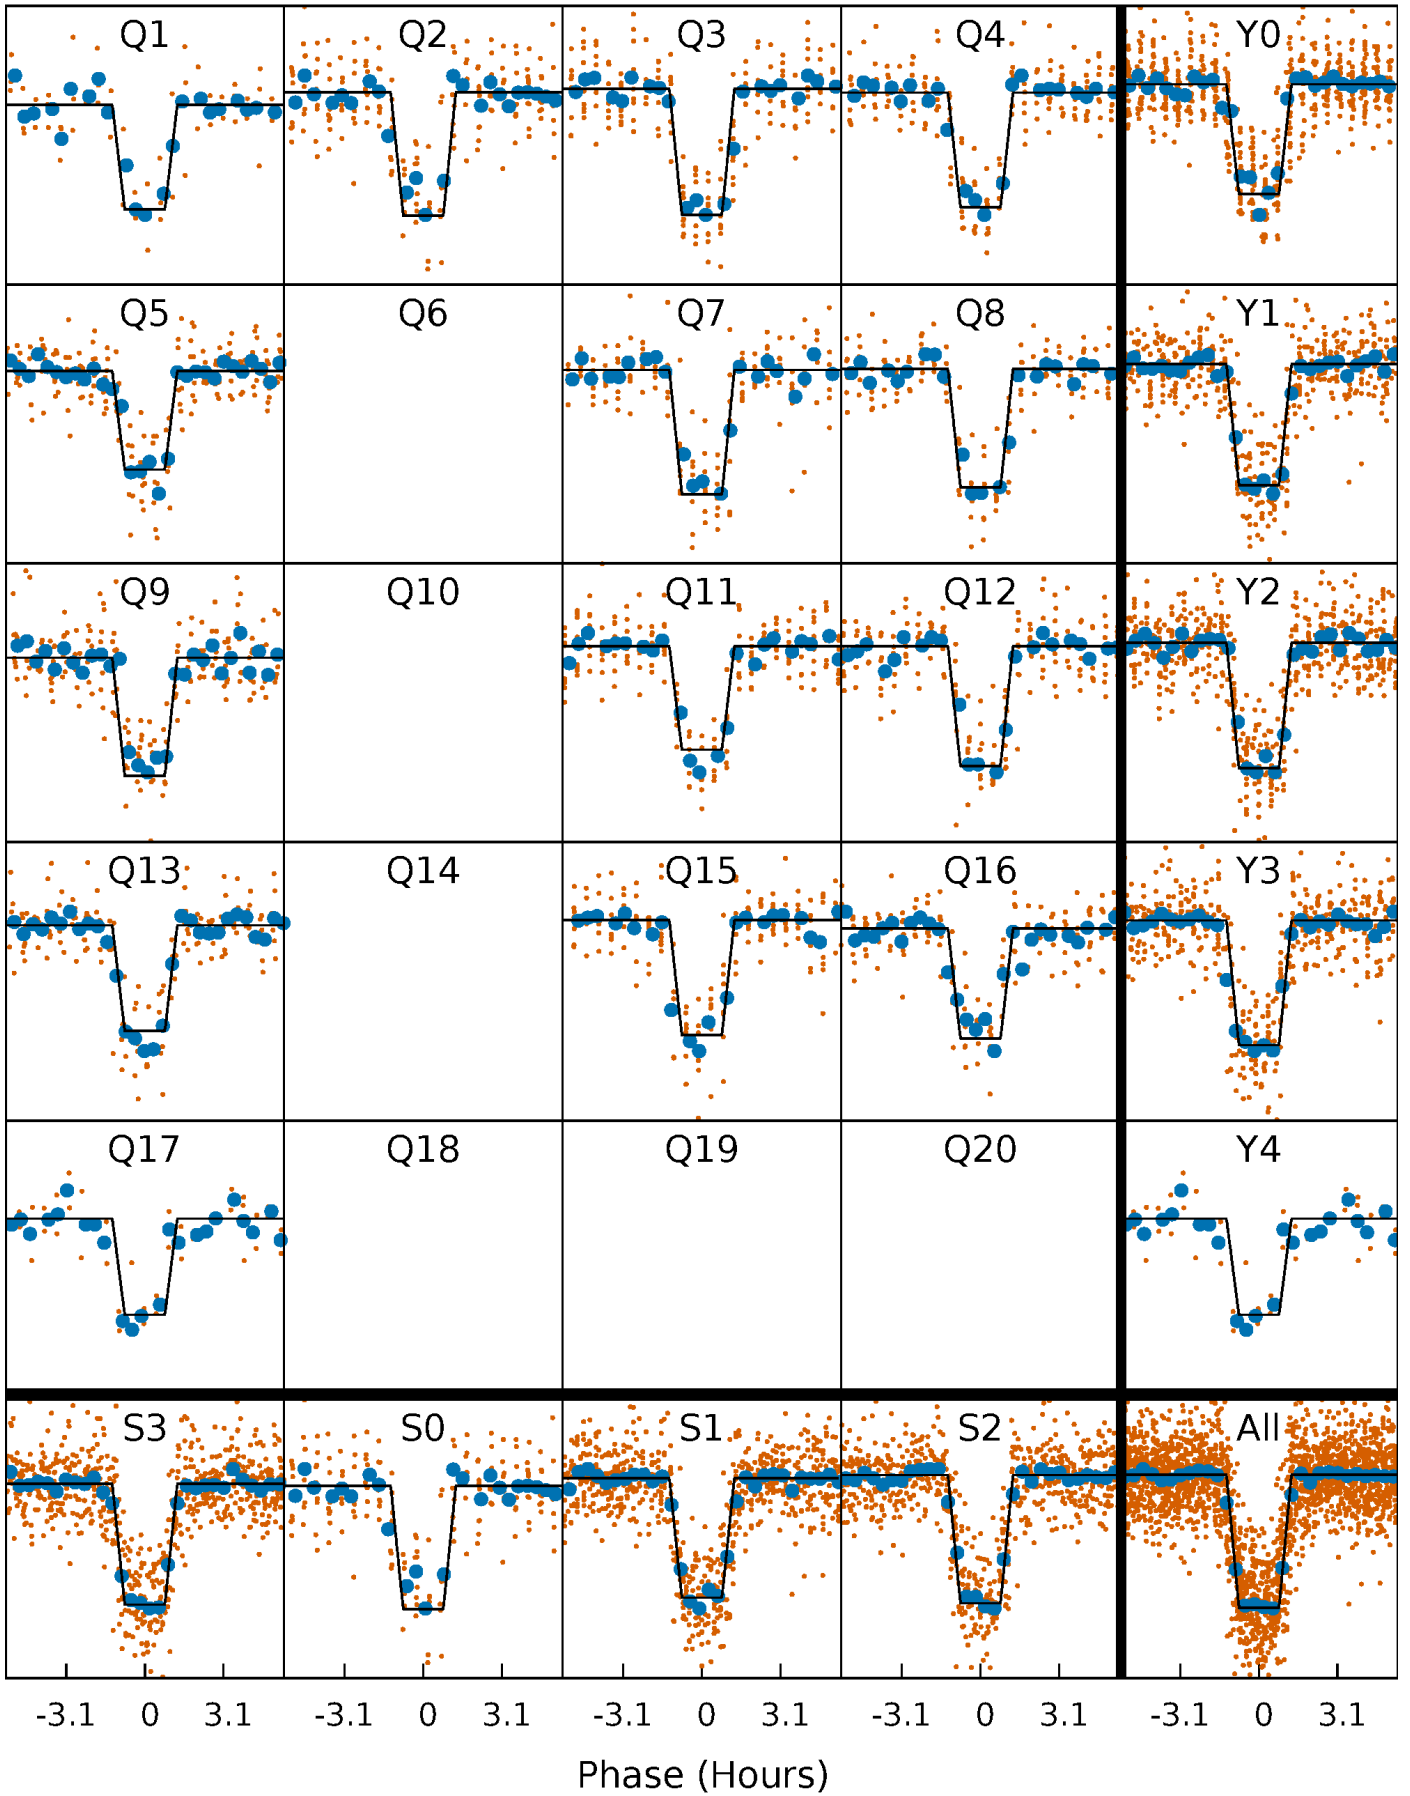 Q1 Q2 Q3 Q4 Y0
Q5 Q6 Q7 Q8 Y1
Q9 Q10 Q11 Q12 Y2
Q13 Q14 Q15 Q16 Y3
Q17 Q18 Q19 Q20 Y4
S3 S0 S1 S2 All
-3.1 0 3.1 -3.1 0 3.1 -3.1 0 3.1 -3.1 0 3.1 -3.1 0 3.1
Phase (Hours)